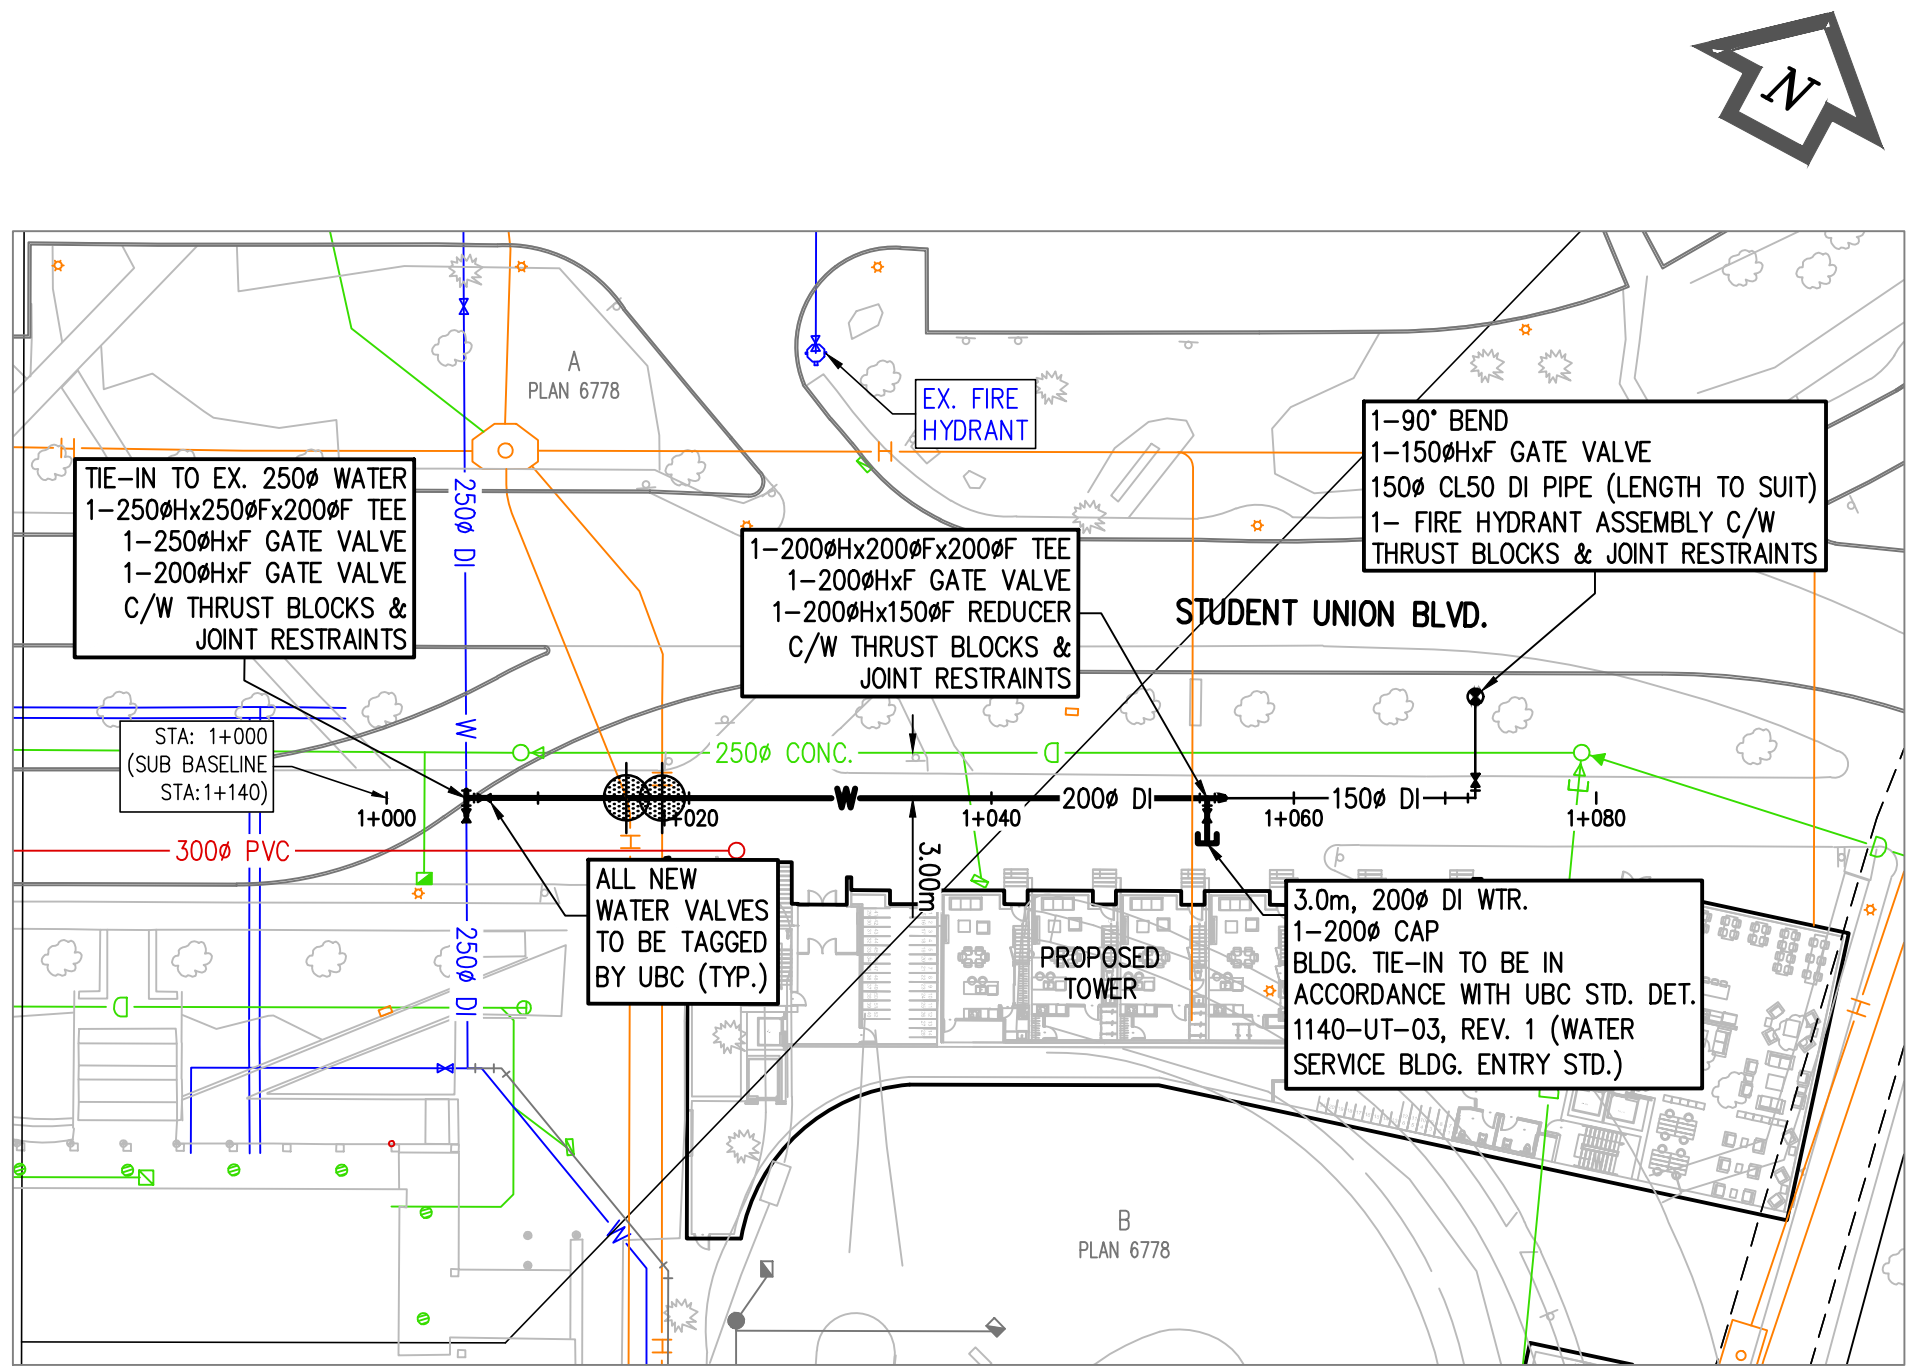 N
A
PLAN 6778
EX. FIRE
HYDRANT
H
H
TIE-IN TO EX. 250ø WATER
1-250øHx250øFx200øF TEE
1-250øHxF GATE VALVE
1-200øHxF GATE VALVE
C/W THRUST BLOCKS &
JOINT RESTRAINTS
250ø DI
W
1-200øHx200øFx200øF TEE
1-200øHxF GATE VALVE
1-200øHx150øF REDUCER
C/W THRUST BLOCKS &
JOINT RESTRAINTS
1-90° BEND
1-150øHxF GATE VALVE
150ø CL50 DI PIPE (LENGTH TO SUIT)
1- FIRE HYDRANT ASSEMBLY C/W
THRUST BLOCKS & JOINT RESTRAINTS
STUDENT UNION BLVD.
STA: 1+000
(SUB BASELINE
STA:1+140)
250ø CONC.
D
W
200ø DI
150ø DI
1+000
1+020
1+040
1+060
1+080
300ø PVC
H
3.00m
D
ALL NEW
WATER VALVES
TO BE TAGGED
BY UBC (TYP.)
250ø DI
D
PROPOSED
TOWER
3.0m, 200ø DI WTR.
1-200ø CAP
BLDG. TIE-IN TO BE IN
ACCORDANCE WITH UBC STD. DET.
1140-UT-03, REV. 1 (WATER
SERVICE BLDG. ENTRY STD.)
H
W
B
PLAN 6778
H